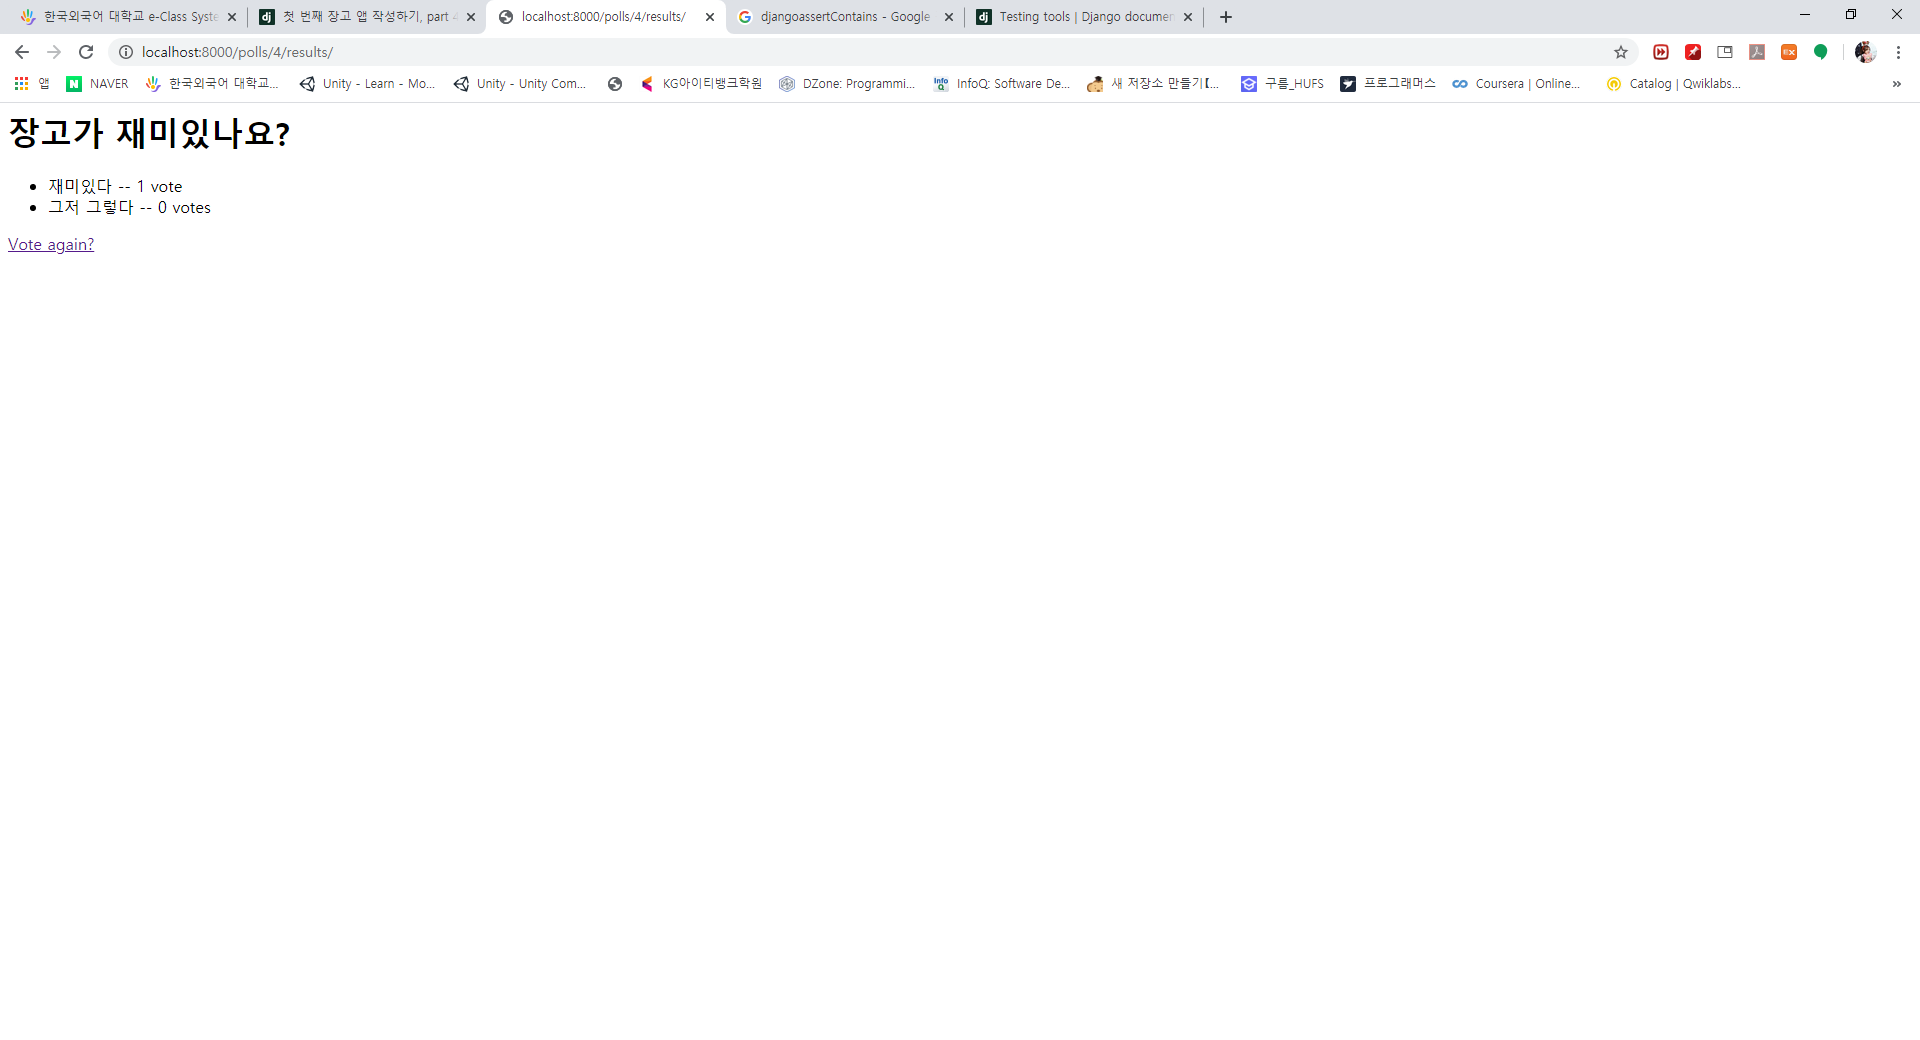 한국외국어 대학교 e-Class Syste
첫 번째 장고 앱 작성하기, part 4
localhost:8000/polls/4/results/
djangoassertContains - Google
Testing tools | Django documen
localhost:8000/polls/4/results/
앱
NAVER
한국외국어 대학교...
Unity - Learn - Mo...
Unity - Unity Com...
KG아이티뱅크학원
DZone: Programmi...
InfoQ: Software De...
새 저장소 만들기【...
구름_HUFS
프로그래머스
Coursera | Online...
Catalog | Qwiklabs...
»
장고가 재미있나요?
• 재미있다 -- 1 vote
• 그저 그렇다 -- 0 votes
Vote again?